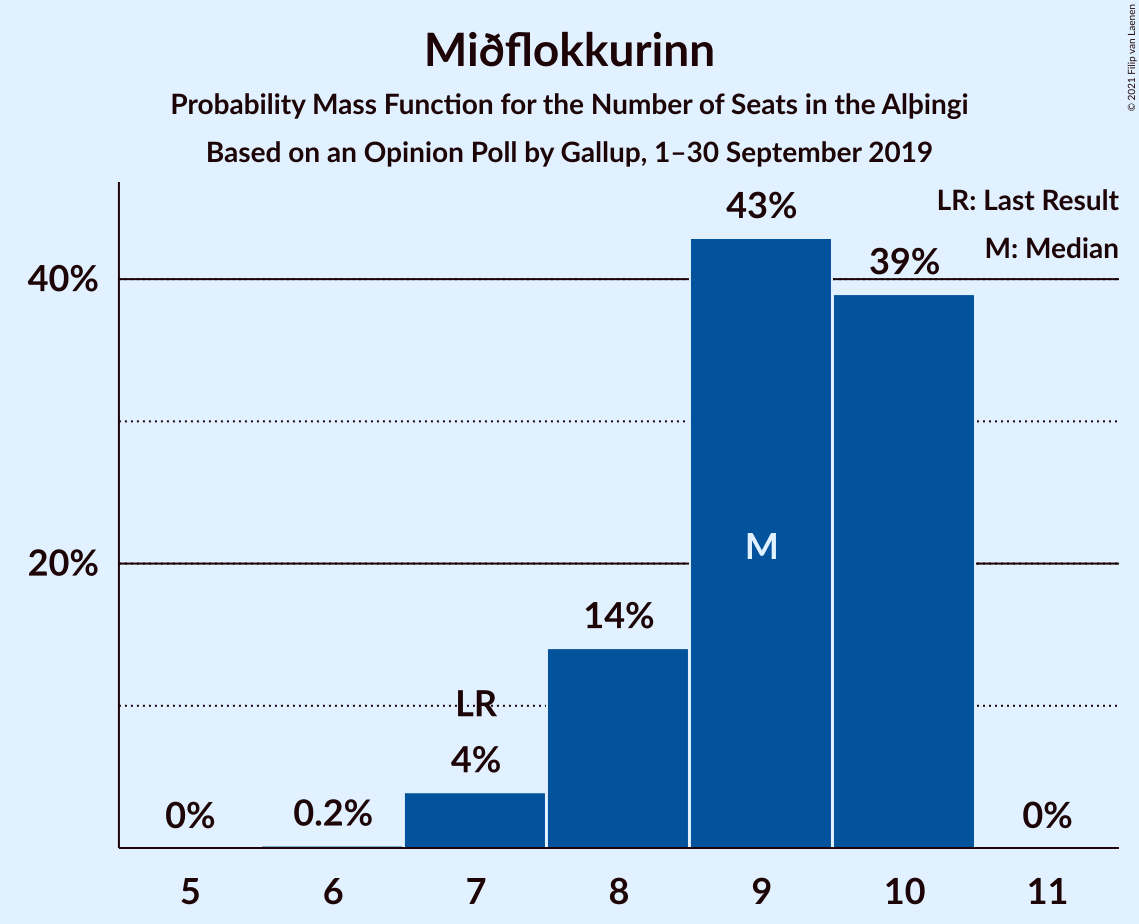 Miðflokkurinn
Probability Mass Function for the Number of Seats in the Alþingi
Based on an Opinion Poll by Gallup, 1–30 September 2019
© 2021 Filip van Laenen
LR: Last Result
M: Median
43%
39%
40%
M
20%
14%
LR
4%
0%
0.2%
0%
5
6
7
8
9
10
11